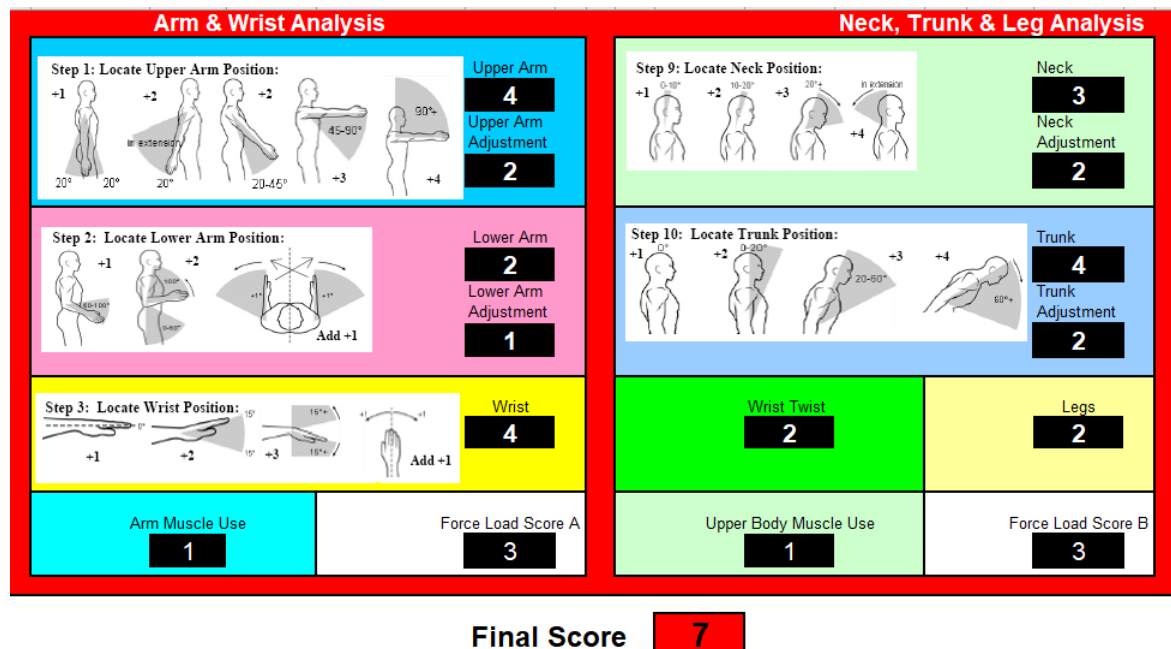 Arm & Wrist Analysis
Step 1: Locate Upper Arm Position:
+1
+2
+2
in extension
45-90°
90°+
20°
20°
20°
20-45°
+3
+4
Upper Arm
4
Upper Arm
Adjustment
2
Step 2: Locate Lower Arm Position:
+1
+2
100°
+1°
+1°
Add +1
Lower Arm
2
Lower Arm
Adjustment
1
Step 3: Locate Wrist Position:
0°
15°
15°
15°+
15°+
+1
+1
+1
+2
+3
Add +1
Wrist
4
Arm Muscle Use
1
Force Load Score A
3
Neck, Trunk & Leg Analysis
Step 9: Locate Neck Position:
+1
0-10°
+2
10-20°
+3
20°+
in extension
+4
Neck
3
Neck
Adjustment
2
Step 10: Locate Trunk Position:
+1
0°
+2
0-20°
20-60°
+3
+4
60°+
Trunk
4
Trunk
Adjustment
2
Wrist Twist
2
Legs
2
Upper Body Muscle Use
1
Force Load Score B
3
Final Score
7